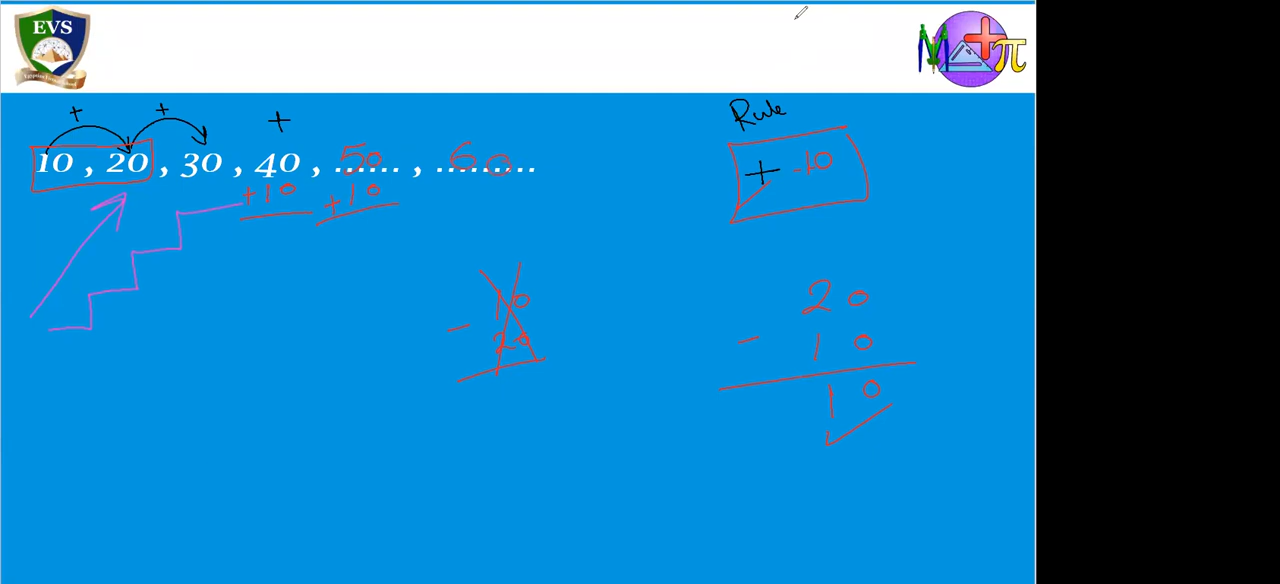 EVS
M+π
+ + +
Rule
10 , 20 , 30 , 40 , 50 , 60
+ 10
+10 +10
10
- 20
20
- 10
10